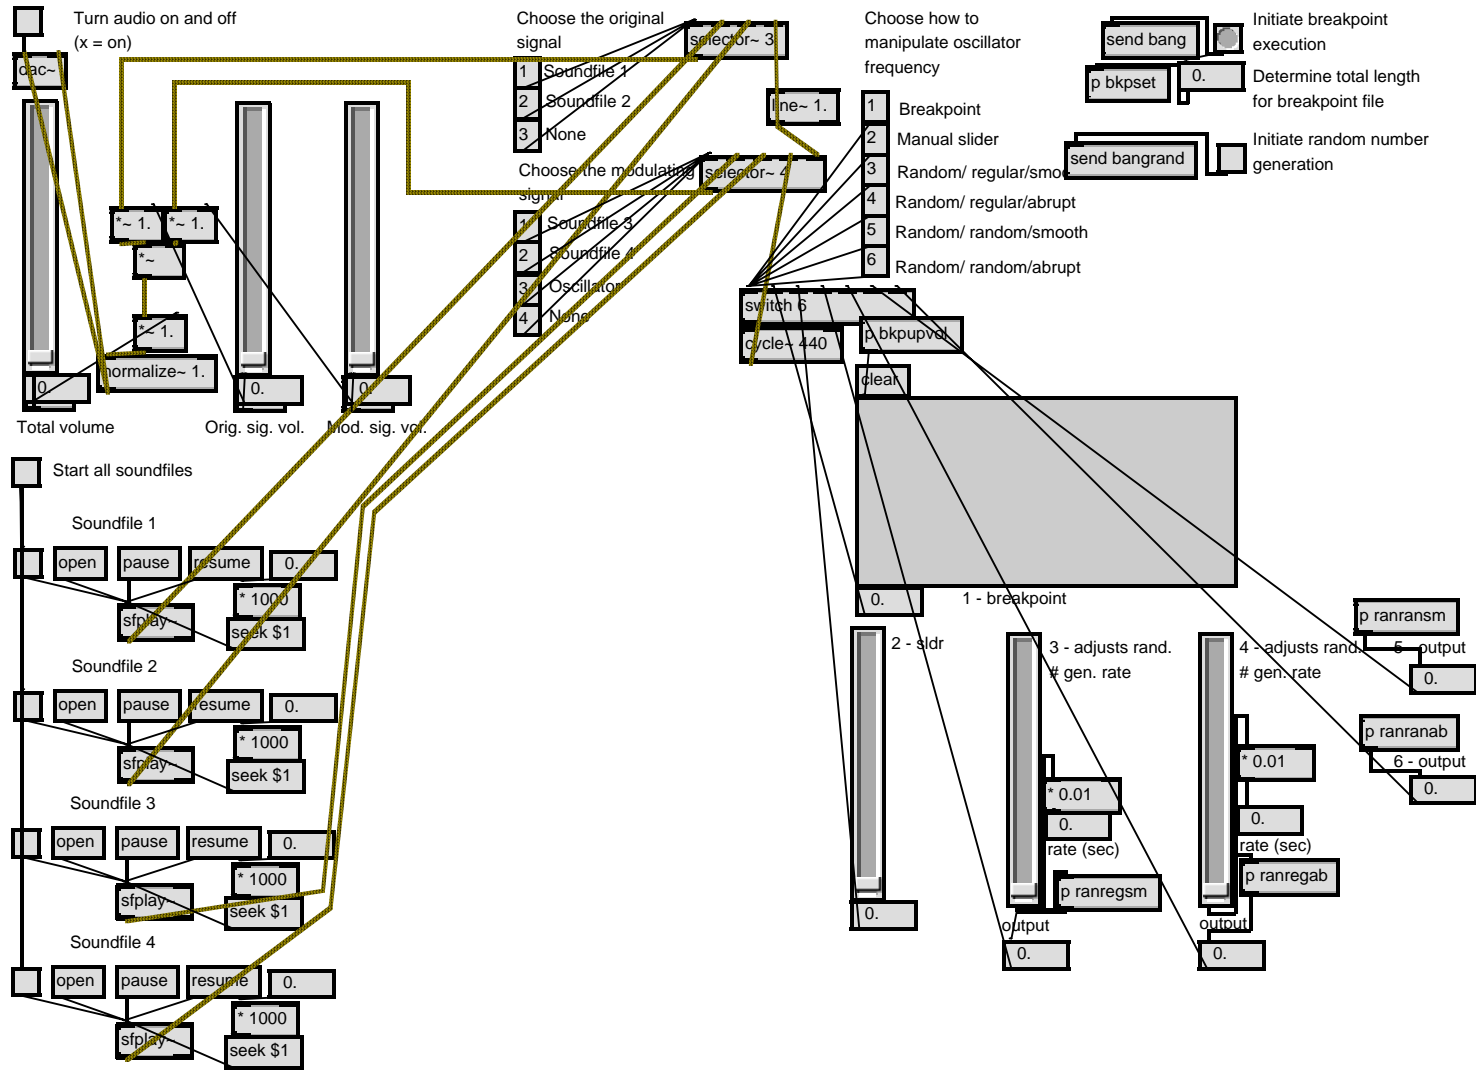 Turn audio on and off
(x = on)
dac~
Choose the original
signal
1 Soundfile 1
2 Soundfile 2
3 None
selector~ 3
line~ 1.
Choose the modulating
signal
1 Soundfile 3
2 Soundfile 4
3 Oscillator
4 None
selector~ 4
Choose how to
manipulate oscillator
frequency
1 Breakpoint
2 Manual slider
3 Random/ regular/smoo
4 Random/ regular/abrupt
5 Random/ random/smooth
6 Random/ random/abrupt
send bang
Initiate breakpoint
execution
p bkpset
0.
Determine total length
for breakpoint file
send bangrand
Initiate random number
generation
*~ 1.
*~ 1.
*~
*~ 1.
normalize~ 1.
0.
0.
0.
Total volume
Orig. sig. vol.
Mod. sig. vol.
switch 6
cycle~ 440
p bkpupvol
clear
0.
1 - breakpoint
Start all soundfiles
Soundfile 1
open
pause
resume
0.
* 1000
sfplay~
seek $1
Soundfile 2
open
pause
resume
0.
* 1000
sfplay~
seek $1
Soundfile 3
open
pause
resume
0.
* 1000
sfplay~
seek $1
Soundfile 4
open
pause
resume
0.
* 1000
sfplay~
seek $1
2 - sldr
0.
3 - adjusts rand.
# gen. rate
* 0.01
0.
rate (sec)
p ranregsm
output
0.
4 - adjusts rand.
# gen. rate
* 0.01
0.
rate (sec)
p ranregab
output
0.
p ranransm
5 - output
0.
p ranranab
6 - output
0.